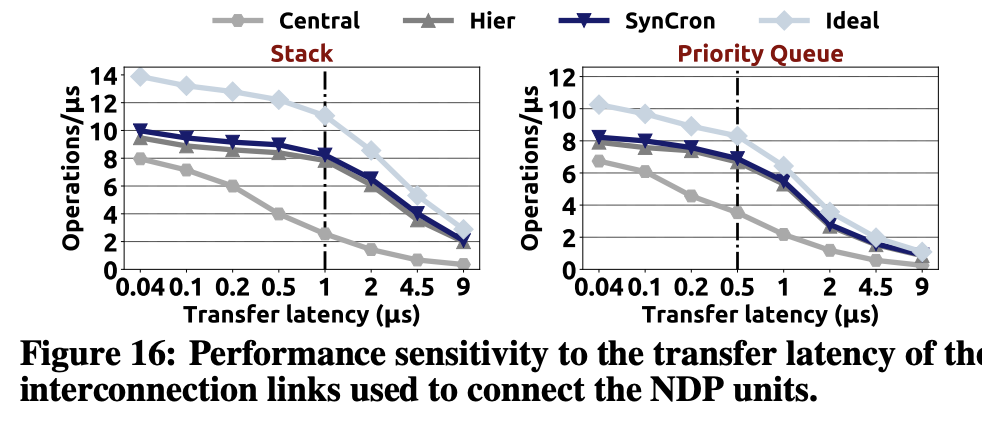 Central Hier SynCron Ideal
Stack Priority Queue
Operations/µs
14
12
10
8
6
4
2
0
0.04 0.1 0.2 0.5 1 2 4.5 9
Transfer latency (µs)
Operations/µs
12
10
8
6
4
2
0
0.04 0.1 0.2 0.5 1 2 4.5 9
Transfer latency (µs)
Figure 16: Performance sensitivity to the transfer latency of the
interconnection links used to connect the NDP units.